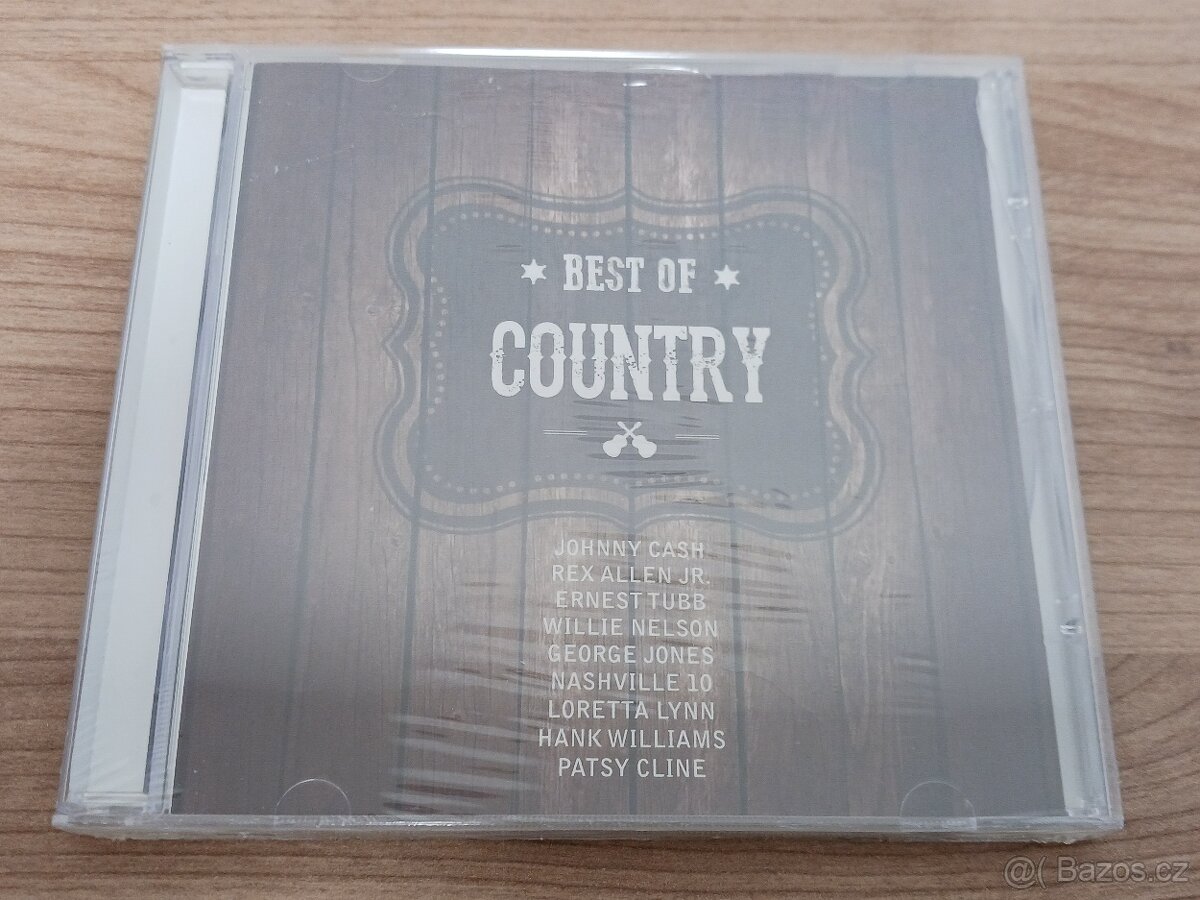 BEST OF
COUNTRY
JOHNNY CASH
REX ALLEN JR.
ERNEST TUBB
WILLIE NELSON
GEORGE JONES
NASHVILLE 10
LORETTA LYNN
HANK WILLIAMS
PATSY CLINE
@( Bazos.cz